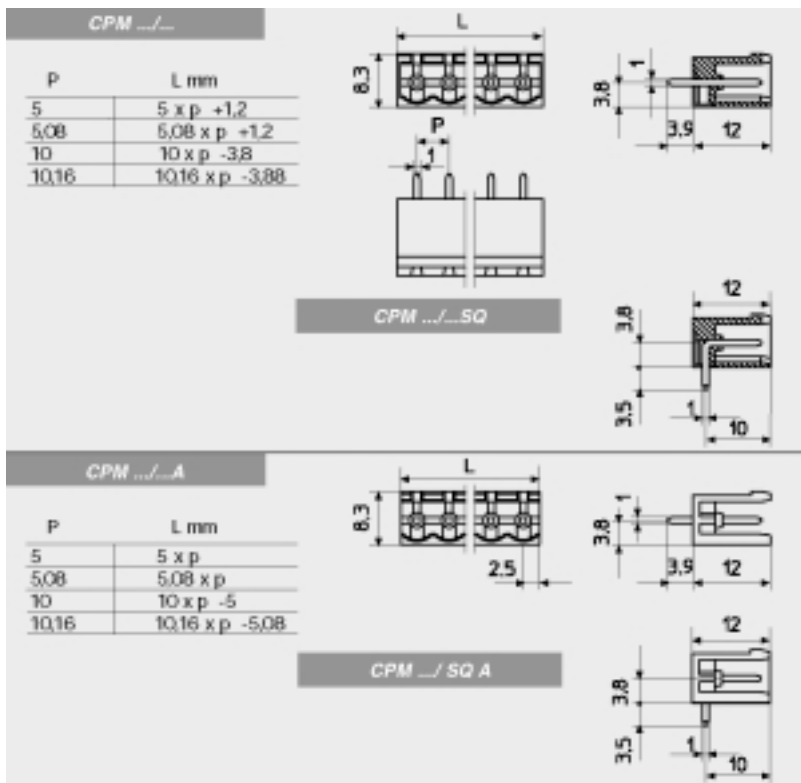 CPM .../...
P L mm
5 5 x p +1,2
5,08 5,08 x p +1,2
10 10 x p -3,8
10,16 10,16 x p -3,88
L
8.3
P
1
1
3.8
3.9 12
CPM .../...SQ
12
3.8
3.5
1
10
CPM .../...A
P L mm
5 5 x p
5,08 5,08 x p
10 10 x p -5
10,16 10,16 x p -5,08
L
8.3
2.5
1
3.8
3.9 12
CPM .../ SQ A
12
3.8
3.5
1
10